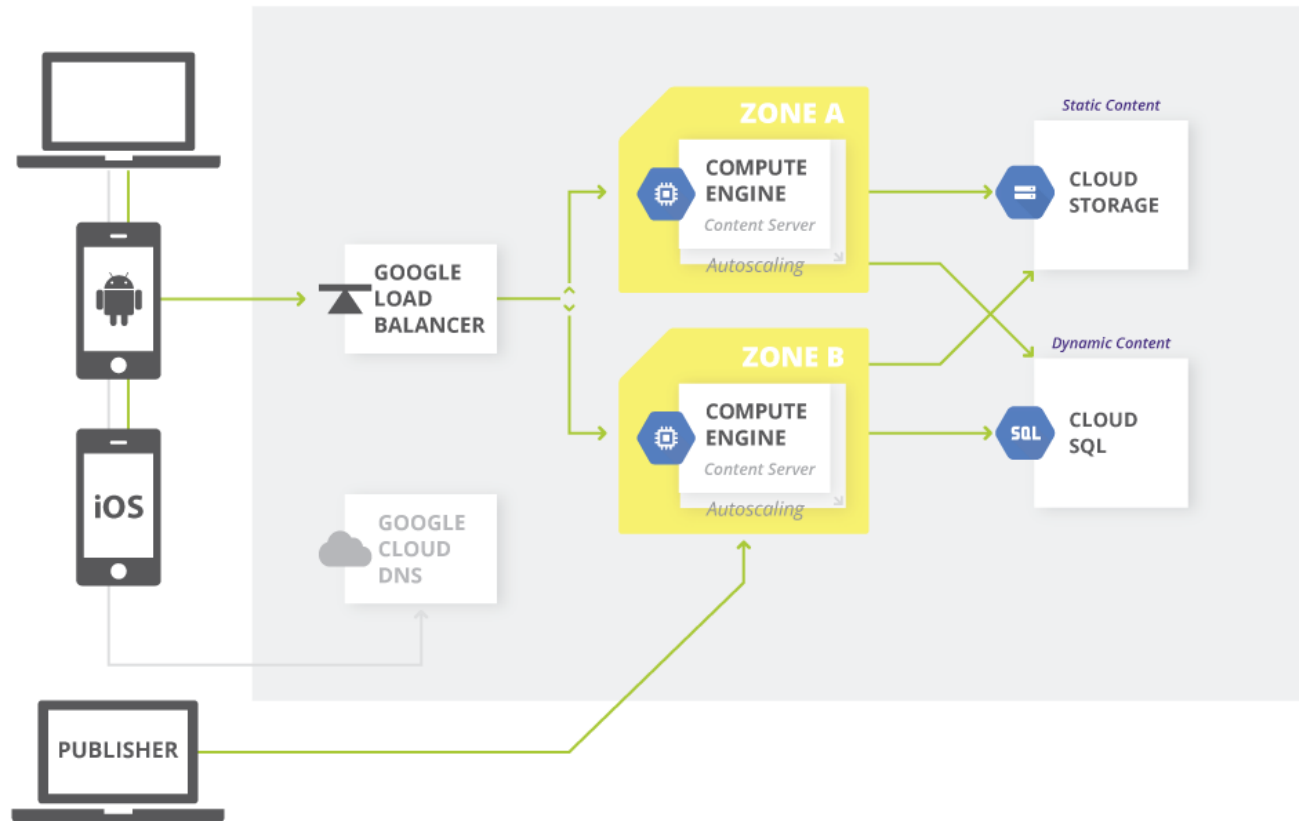 ZONE A
COMPUTE
ENGINE
Content Server
Autoscaling
Static Content
CLOUD
STORAGE
GOOGLE
LOAD
BALANCER
ZONE B
COMPUTE
ENGINE
Content Server
Autoscaling
Dynamic Content
SQL
CLOUD
SQL
iOS
GOOGLE
CLOUD
DNS
PUBLISHER